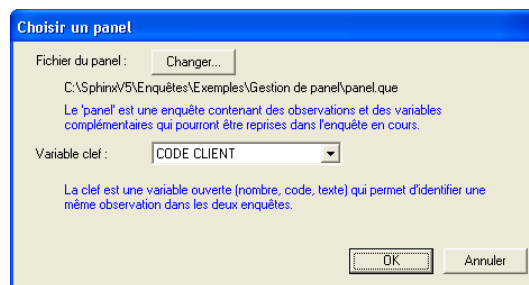 Choisir un panel
Fichier du panel : Changer...
C:\SphinxV5\Enquêtes\Exemples\Gestion de panel\panel.que
Le 'panel' est une enquête contenant des observations et des variables
complémentaires qui pourront être reprises dans l'enquête en cours.
Variable clef : CODE CLIENT
La clef est une variable ouverte (nombre, code, texte) qui permet d'identifier une
même observation dans les deux enquêtes.
OK Annuler